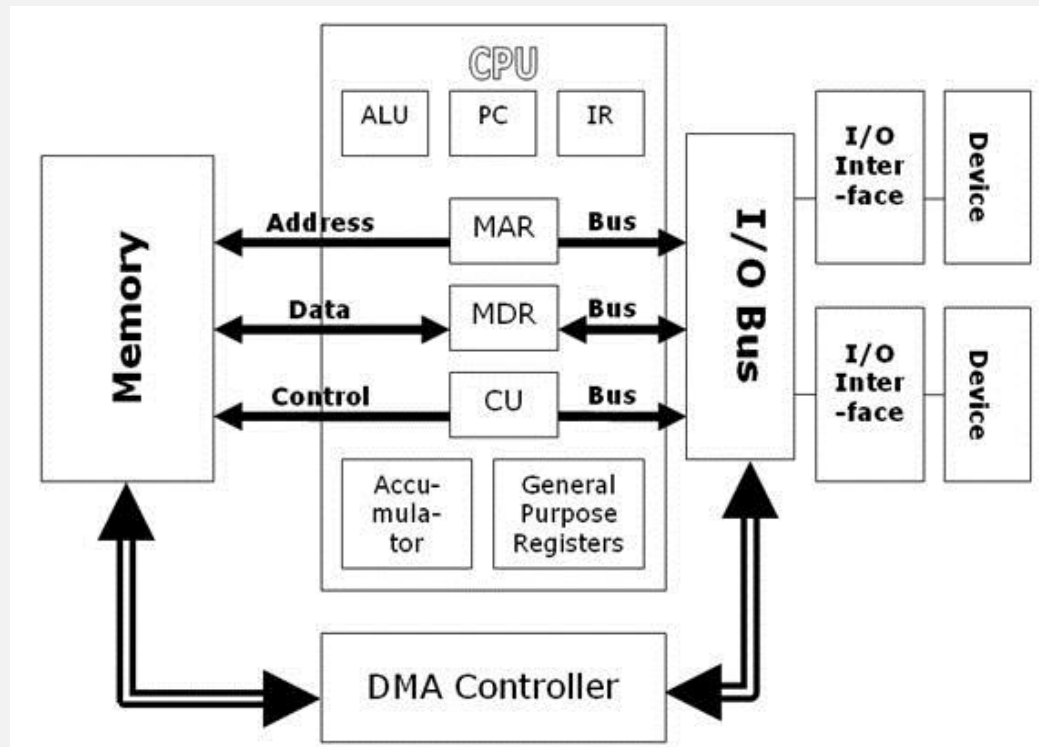 CPU
ALU
PC
IR
Memory
Address
MAR
Bus
Data
MDR
Bus
Control
CU
Bus
Accu-
mula-
tor
General
Purpose
Registers
I/O Bus
I/O
Inter
-face
Device
I/O
Inter
-face
Device
DMA Controller